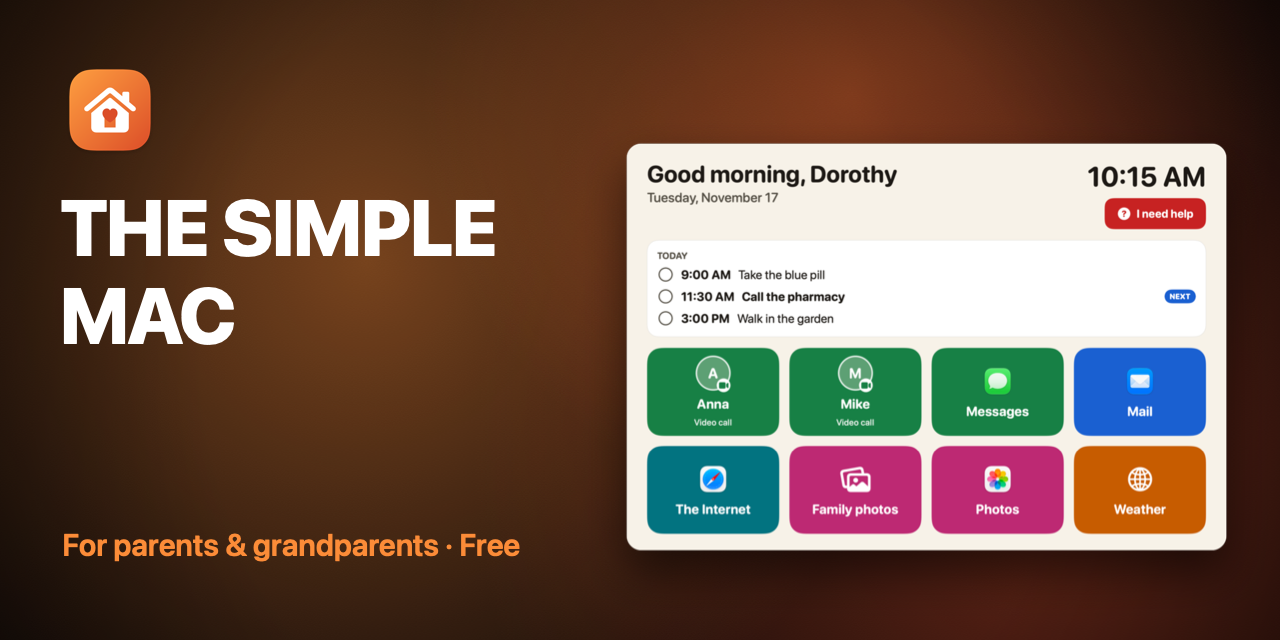 THE SIMPLE
MAC
For parents & grandparents · Free
Good morning, Dorothy
Tuesday, November 17
10:15 AM
? I need help
TODAY
9:00 AM Take the blue pill
11:30 AM Call the pharmacy NEXT
3:00 PM Walk in the garden
A
Anna
Video call
M
Mike
Video call
Messages
Mail
The Internet
Family photos
Photos
Weather